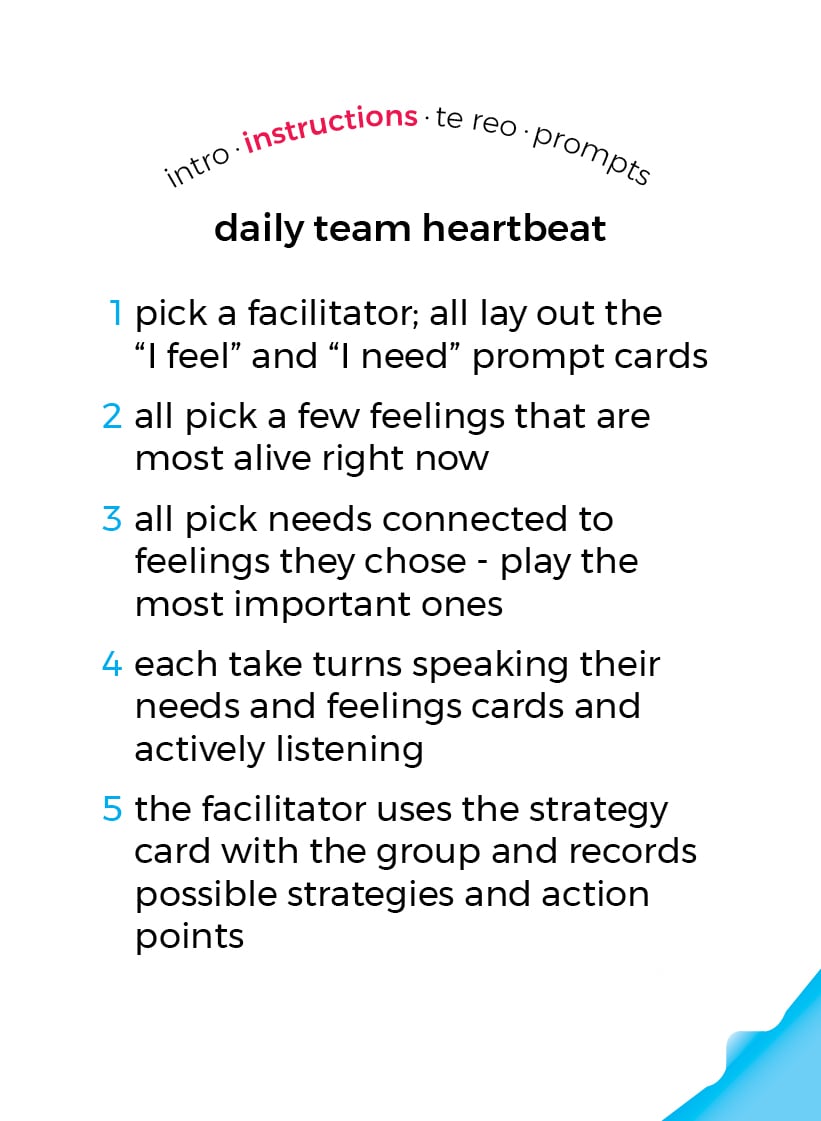 intro · instructions · te reo · prompts
daily team heartbeat
1 pick a facilitator; all lay out the
“I feel” and “I need” prompt cards
2 all pick a few feelings that are
most alive right now
3 all pick needs connected to
feelings they chose - play the
most important ones
4 each take turns speaking their
needs and feelings cards and
actively listening
5 the facilitator uses the strategy
card with the group and records
possible strategies and action
points